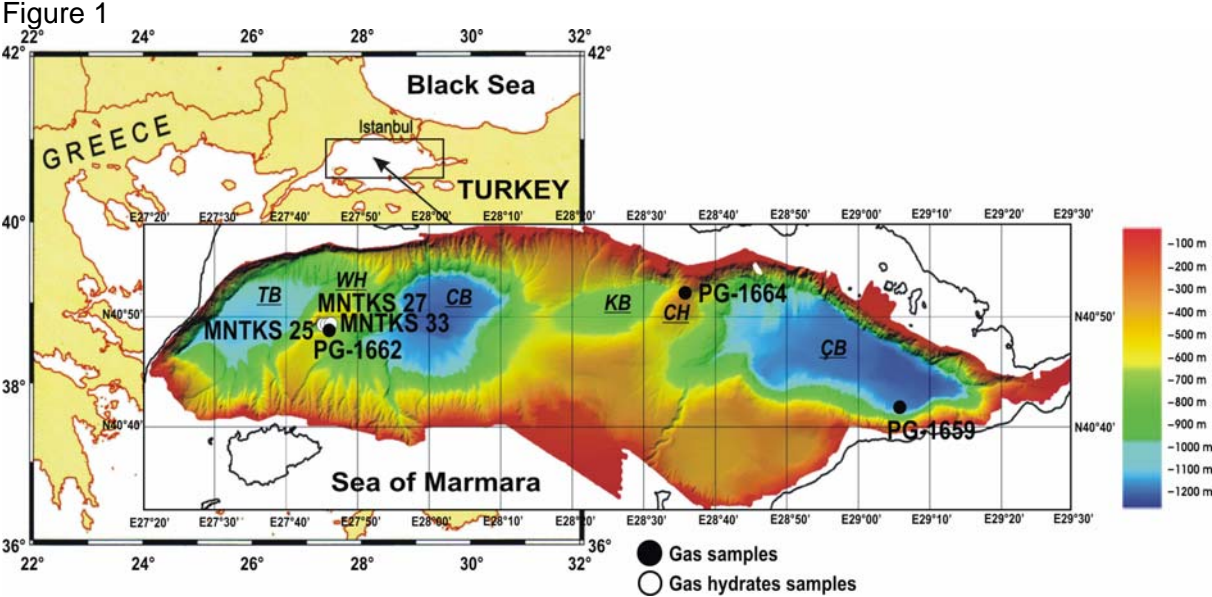 Figure 1
22° 24° 26° 28° 30° 32°
42° 42°
Black Sea
Istanbul
GREECE
TURKEY
40° 40°
E27°20' E27°30' E27°40' E27°50' E28°00' E28°10' E28°20' E28°30' E28°40' E28°50' E29°00' E29°10' E29°20' E29°30'
-100 m
-200 m
-300 m
-400 m
-500 m
-600 m
-700 m
-800 m
-900 m
-1000 m
-1100 m
-1200 m
TB WH CB KB CH ÇB
MNTKS 27
PG-1664
MNTKS 25 MNTKS 33
PG-1662
N40°50' N40°50'
38°
PG-1659
N40°40' N40°40'
Sea of Marmara
E27°20' E27°30' E27°40' E27°50' E28°00' E28°10' E28°20' E28°30' E28°40' E28°50' E29°00' E29°10' E29°20' E29°30'
36° 36°
22° 24° 26° 28° 30° 32°
Gas samples
Gas hydrates samples